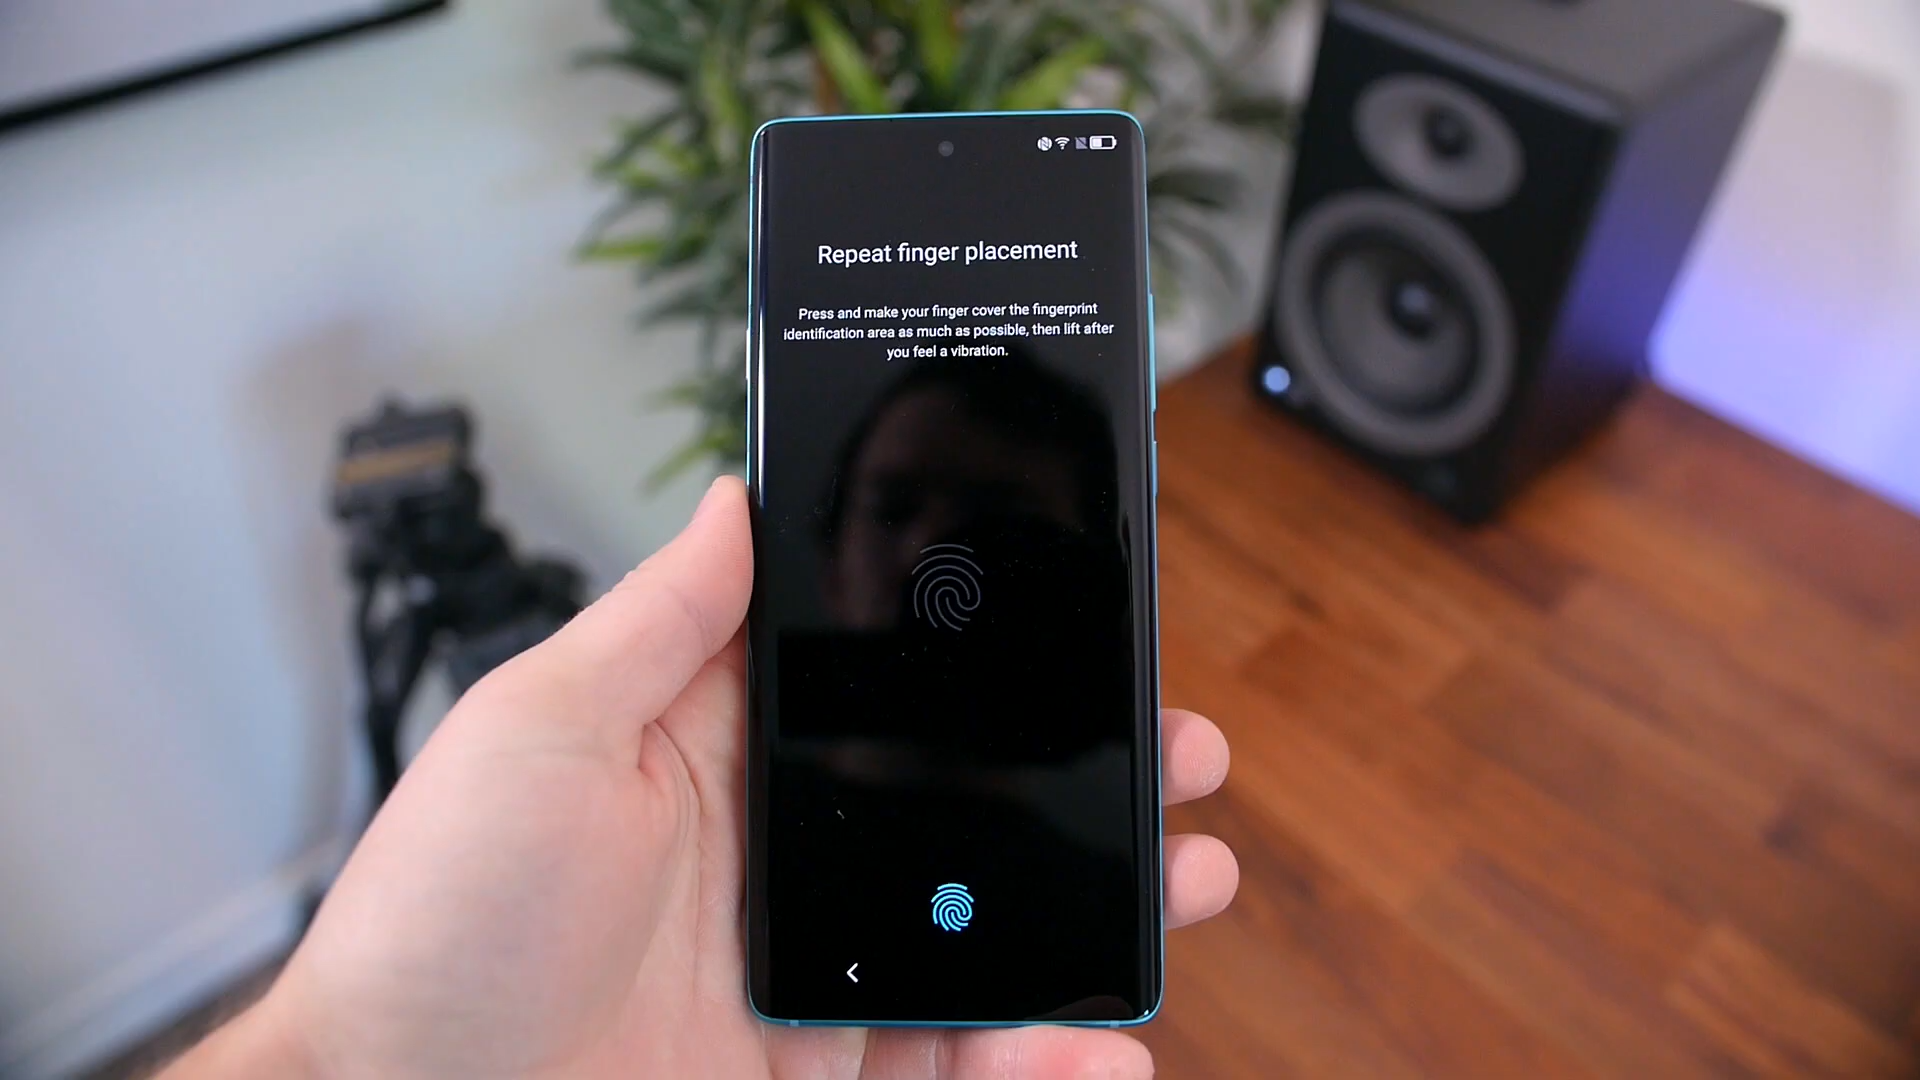 Repeat finger placement
Press and make your finger cover the fingerprint
identification area as much as possible, then lift after
you feel a vibration.